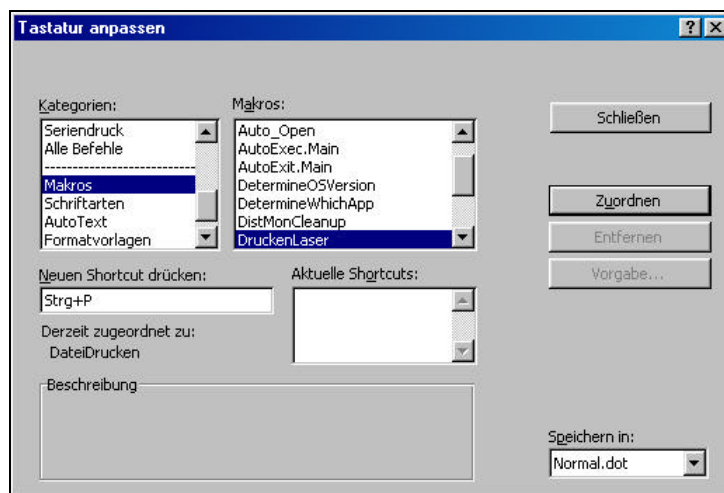 Tastatur anpassen
Kategorien:
Seriendruck
Alle Befehle
---------------------------
Makros
Schriftarten
AutoText
Formatvorlagen
Makros:
Auto_Open
AutoExec.Main
AutoExit.Main
DetermineOSVersion
DetermineWhichApp
DistMonCleanup
DruckenLaser
Schließen
Zuordnen
Entfernen
Vorgabe...
Neuen Shortcut drücken:
Strg+P
Aktuelle Shortcuts:
Derzeit zugeordnet zu:
DateiDrucken
Beschreibung
Speichern in:
Normal.dot